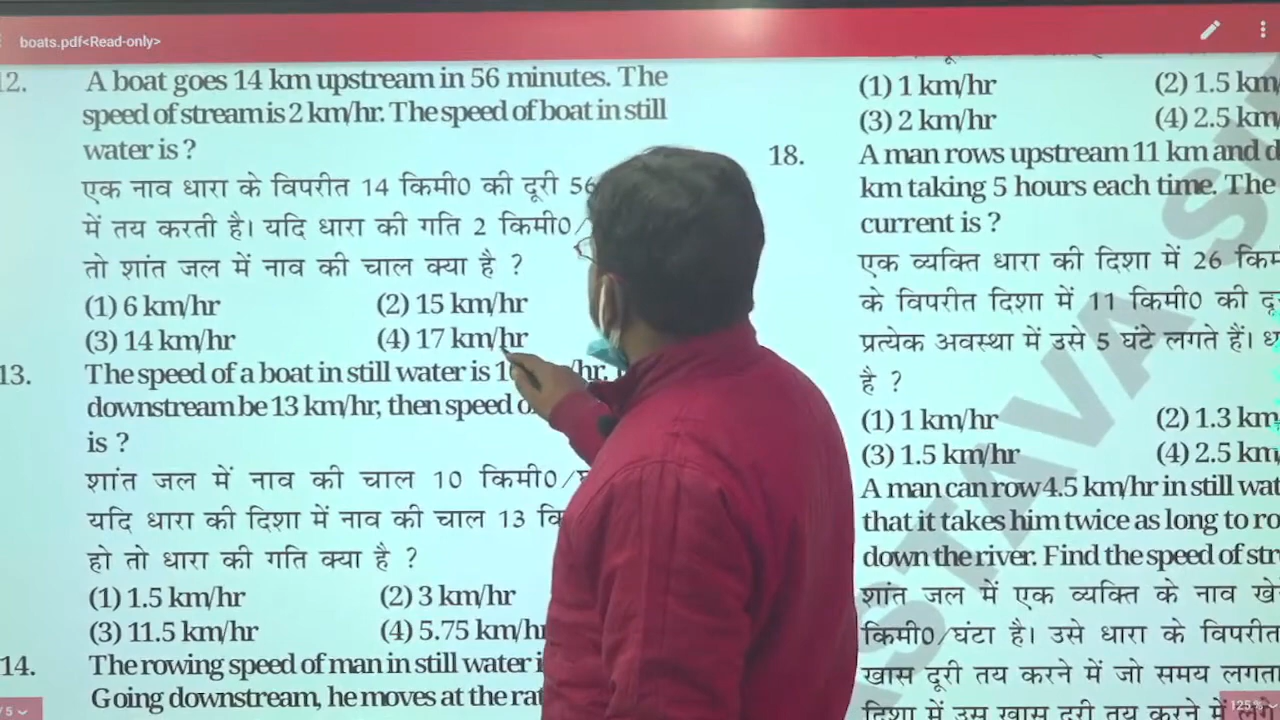 boats.pdf<Read-only>
12. A boat goes 14 km upstream in 56 minutes. The
speed of stream is 2 km/hr. The speed of boat in still
water is ?
एक नाव धारा के विपरीत 14 किमी0 की दूरी 56
में तय करती है। यदि धारा की गति 2 किमी0/
तो शांत जल में नाव की चाल क्या है ?
(1) 6 km/hr (2) 15 km/hr
(3) 14 km/hr (4) 17 km/hr
13. The speed of a boat in still water is /hr.
downstream be 13 km/hr, then speed
is ?
शांत जल में नाव की चाल 10 किमी0/
यदि धारा की दिशा में नाव की चाल 13
हो तो धारा की गति क्या है ?
(1) 1.5 km/hr (2) 3 km/hr
(3) 11.5 km/hr (4) 5.75 km/hr
14. The rowing speed of man in still water
Going downstream, he moves at the
(1) 1 km/hr (2) 1.5 km
(3) 2 km/hr (4) 2.5 km
18. A man rows upstream 11 km and
km taking 5 hours each time. The
current is ?
एक व्यक्ति धारा की दिशा में 26
के विपरीत दिशा में 11 किमी0 की
प्रत्येक अवस्था में उसे 5 घंटे लगते हैं।
है ?
(1) 1 km/hr (2) 1.3 km
(3) 1.5 km/hr (4) 2.5 km
A man can row 4.5 km/hr in still
that it takes him twice as long to
down the river. Find the speed of
शांत जल में एक व्यक्ति के नाव
किमी0/घंटा है। उसे धारा के विपरीत
खास दूरी तय करने में जो समय लगता
दिशा में उस खास दूरी तय करने में
/5
125%